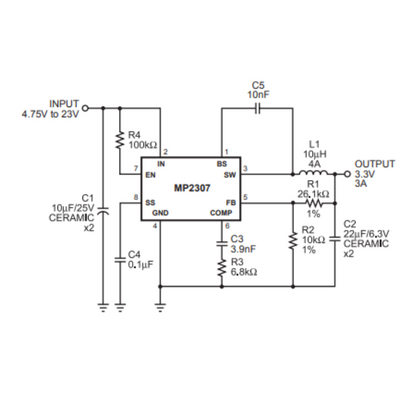 C5
10nF
INPUT
4.75V to 23V
R4
100kΩ
2
1
IN
BS
L1
10µH
4A
7
EN
SW
3
OUTPUT
3.3V
3A
MP2307
R1
26.1kΩ
1%
C1
10µF/25V
CERAMIC
x2
8
SS
FB
5
GND
COMP
4
6
C2
22µF/6.3V
CERAMIC
x2
R2
10kΩ
1%
C3
3.9nF
C4
0.1µF
R3
6.8kΩ